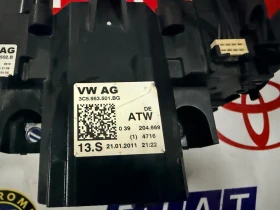 VW AG
3C5.953.501.BG
DE
ATW
0 39 204.669
(1) 4716
13.S 21.01.2011 21:22
AG